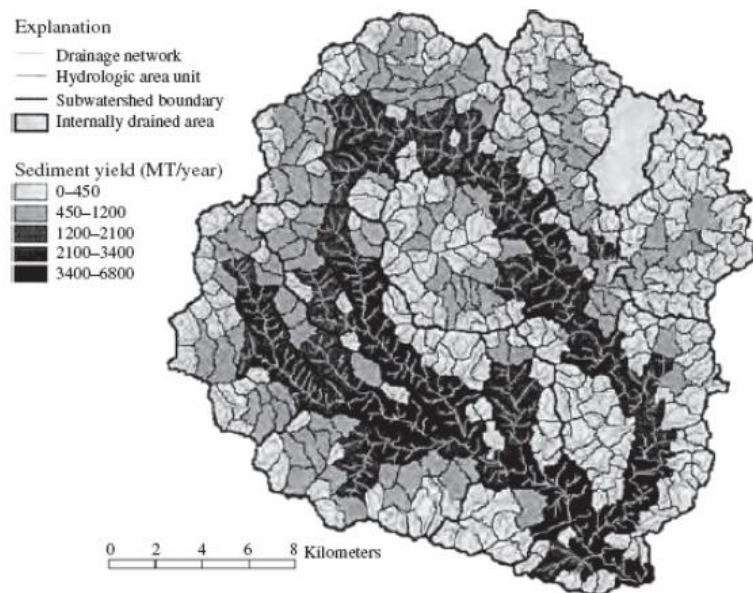 Explanation
Drainage network
Hydrologic area unit
Subwatershed boundary
Internally drained area
Sediment yield (MT/year)
0–450
450–1200
1200–2100
2100–3400
3400–6800
0 2 4 6 8 Kilometers